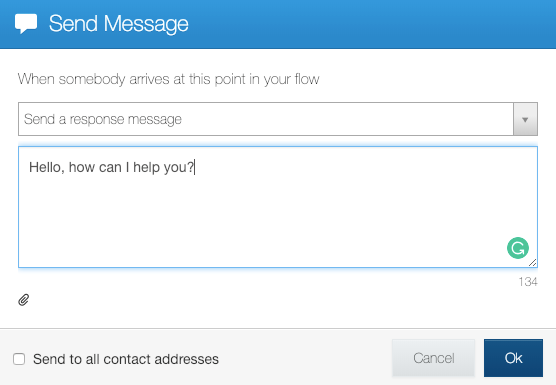 Send Message
When somebody arrives at this point in your flow
Send a response message
Hello, how can I help you?
134
Send to all contact addresses
Cancel
Ok